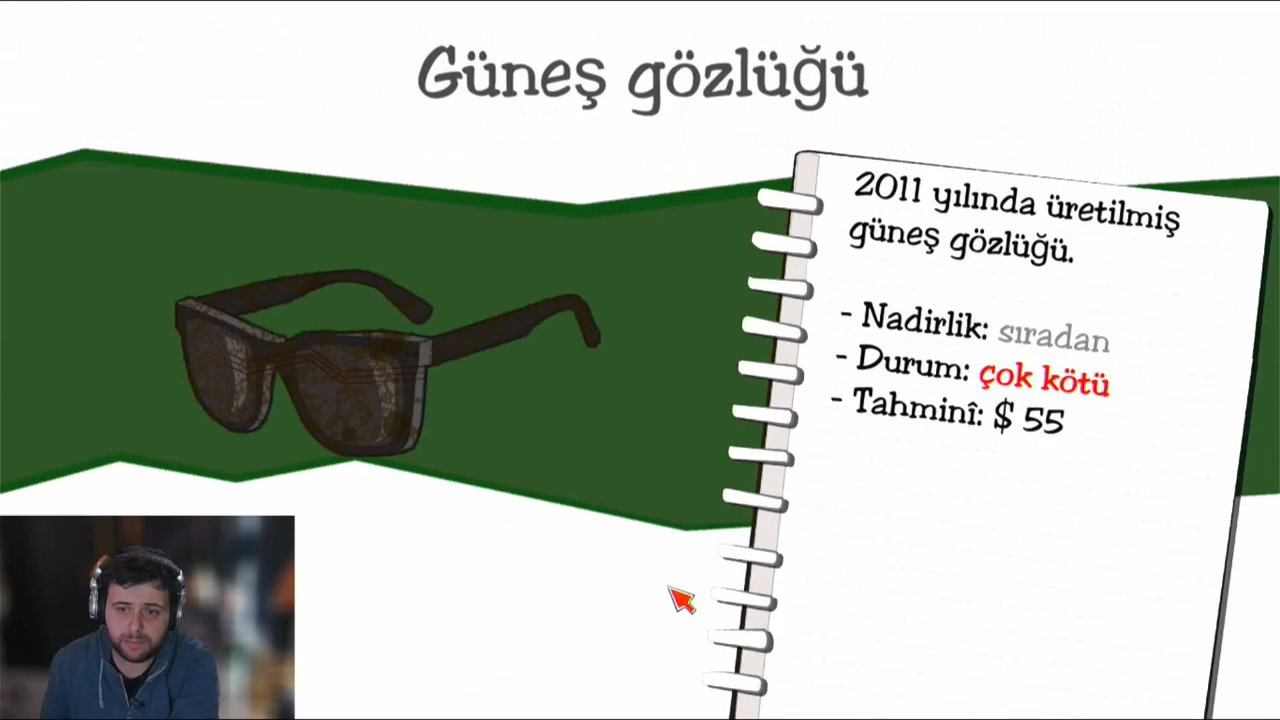 Güneş gözlüğü
2011 yılında üretilmiş
güneş gözlüğü.
- Nadirlik: sıradan
- Durum: çok kötü
- Tahminî: $ 55